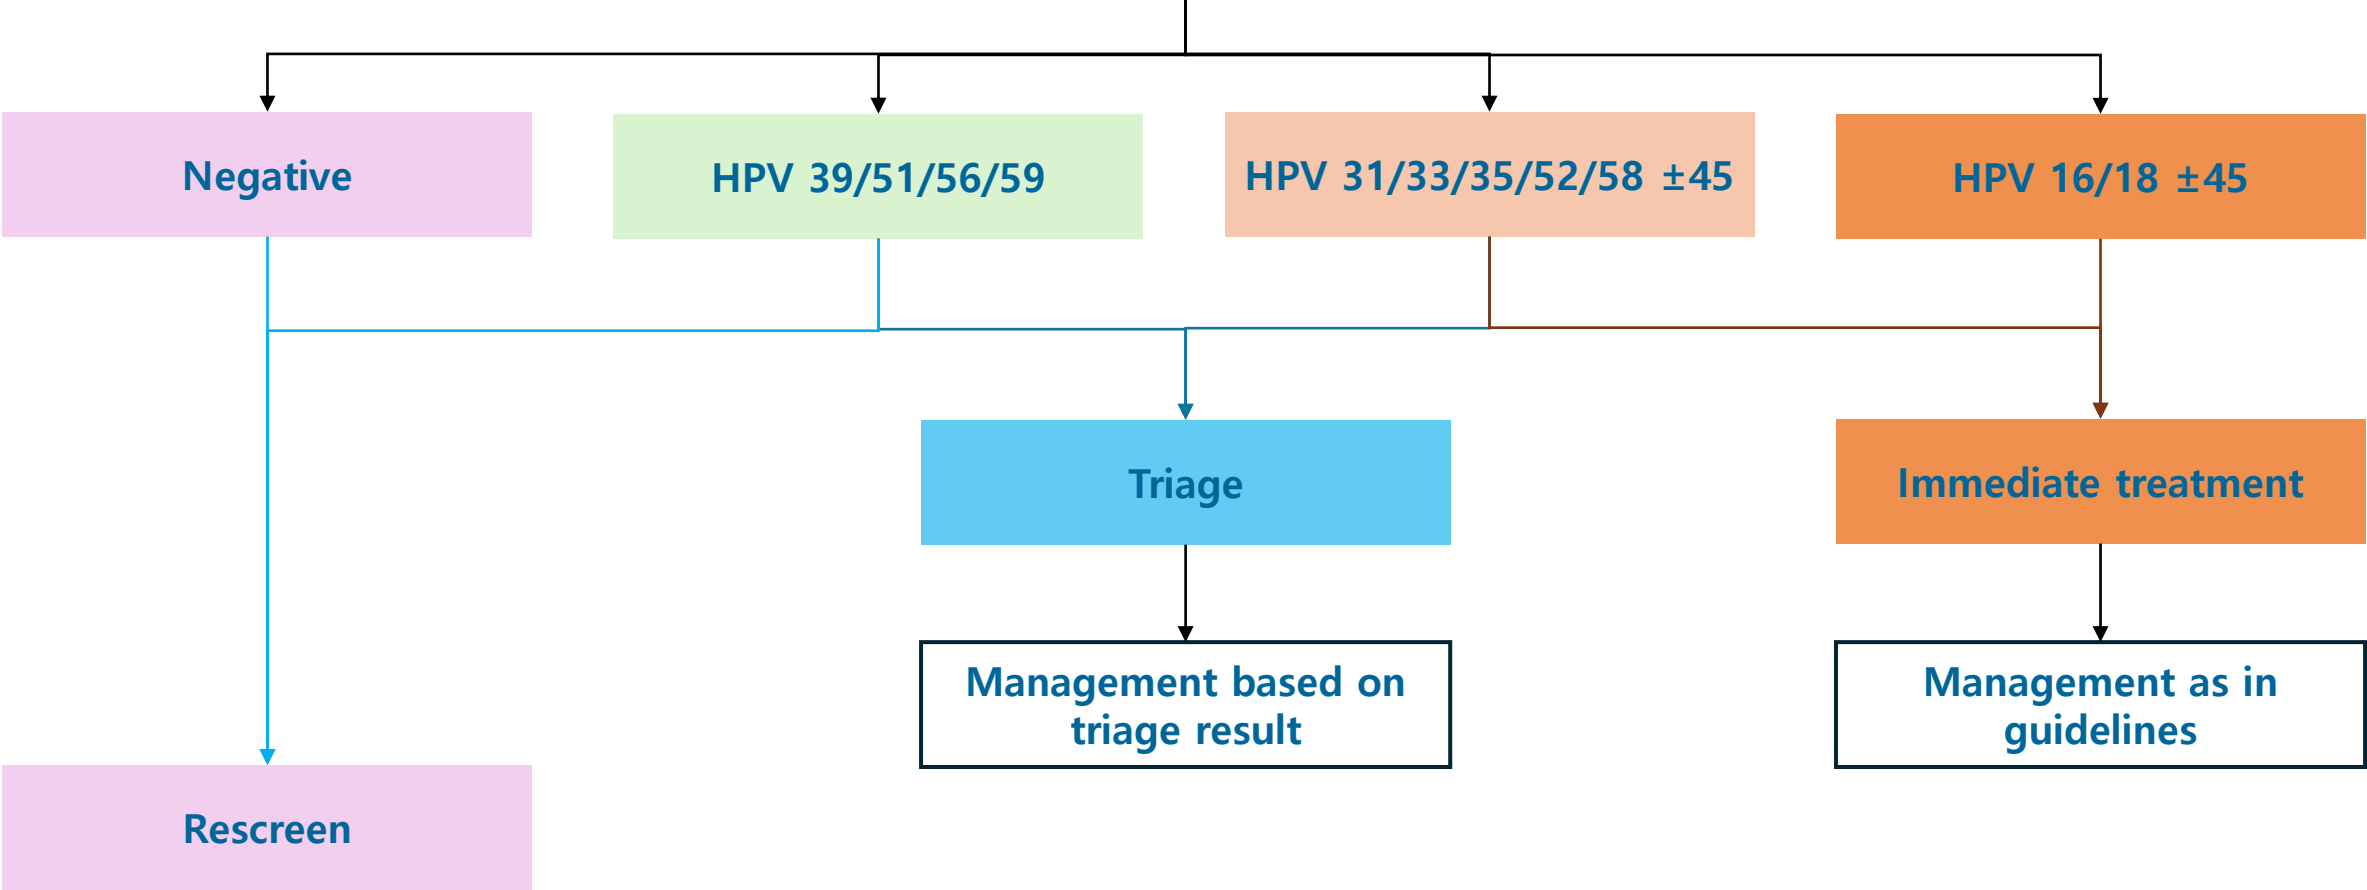 Negative
HPV 39/51/56/59
HPV 31/33/35/52/58 ±45
HPV 16/18 ±45
Triage
Immediate treatment
Management based on
triage result
Management as in
guidelines
Rescreen